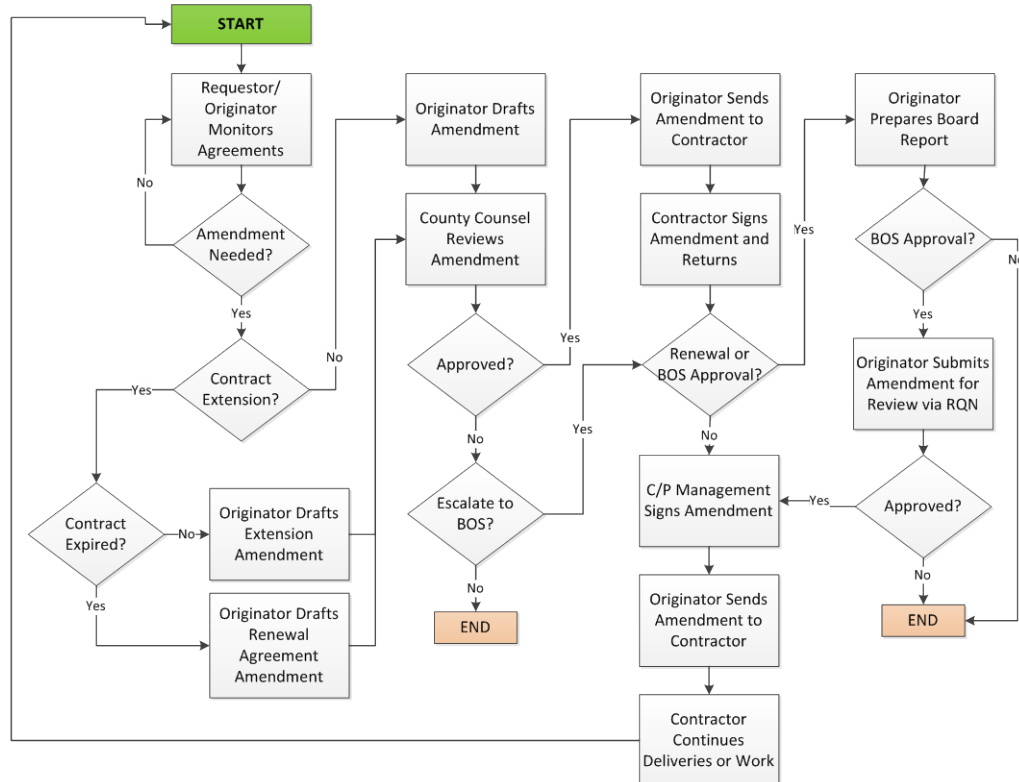 START
Requestor/
Originator
Monitors
Agreements
No
Amendment
Needed?
Yes
Contract
Extension?
Yes
No
Contract
Expired?
No
Yes
Originator Drafts
Extension
Amendment
Originator Drafts
Renewal
Agreement
Amendment
Originator Drafts
Amendment
County Counsel
Reviews
Amendment
Approved?
Yes
No
Escalate to
BOS?
Yes
No
END
Originator Sends
Amendment to
Contractor
Contractor Signs
Amendment and
Returns
Renewal or
BOS Approval?
Yes
No
C/P Management
Signs Amendment
Originator Sends
Amendment to
Contractor
Contractor
Continues
Deliveries or Work
Originator
Prepares Board
Report
BOS Approval?
No
Yes
Originator Submits
Amendment for
Review via RQN
Approved?
Yes
No
END